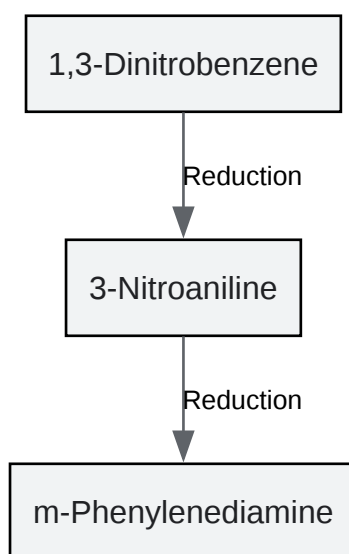 1,3-Dinitrobenzene
Reduction
3-Nitroaniline
Reduction
m-Phenylenediamine